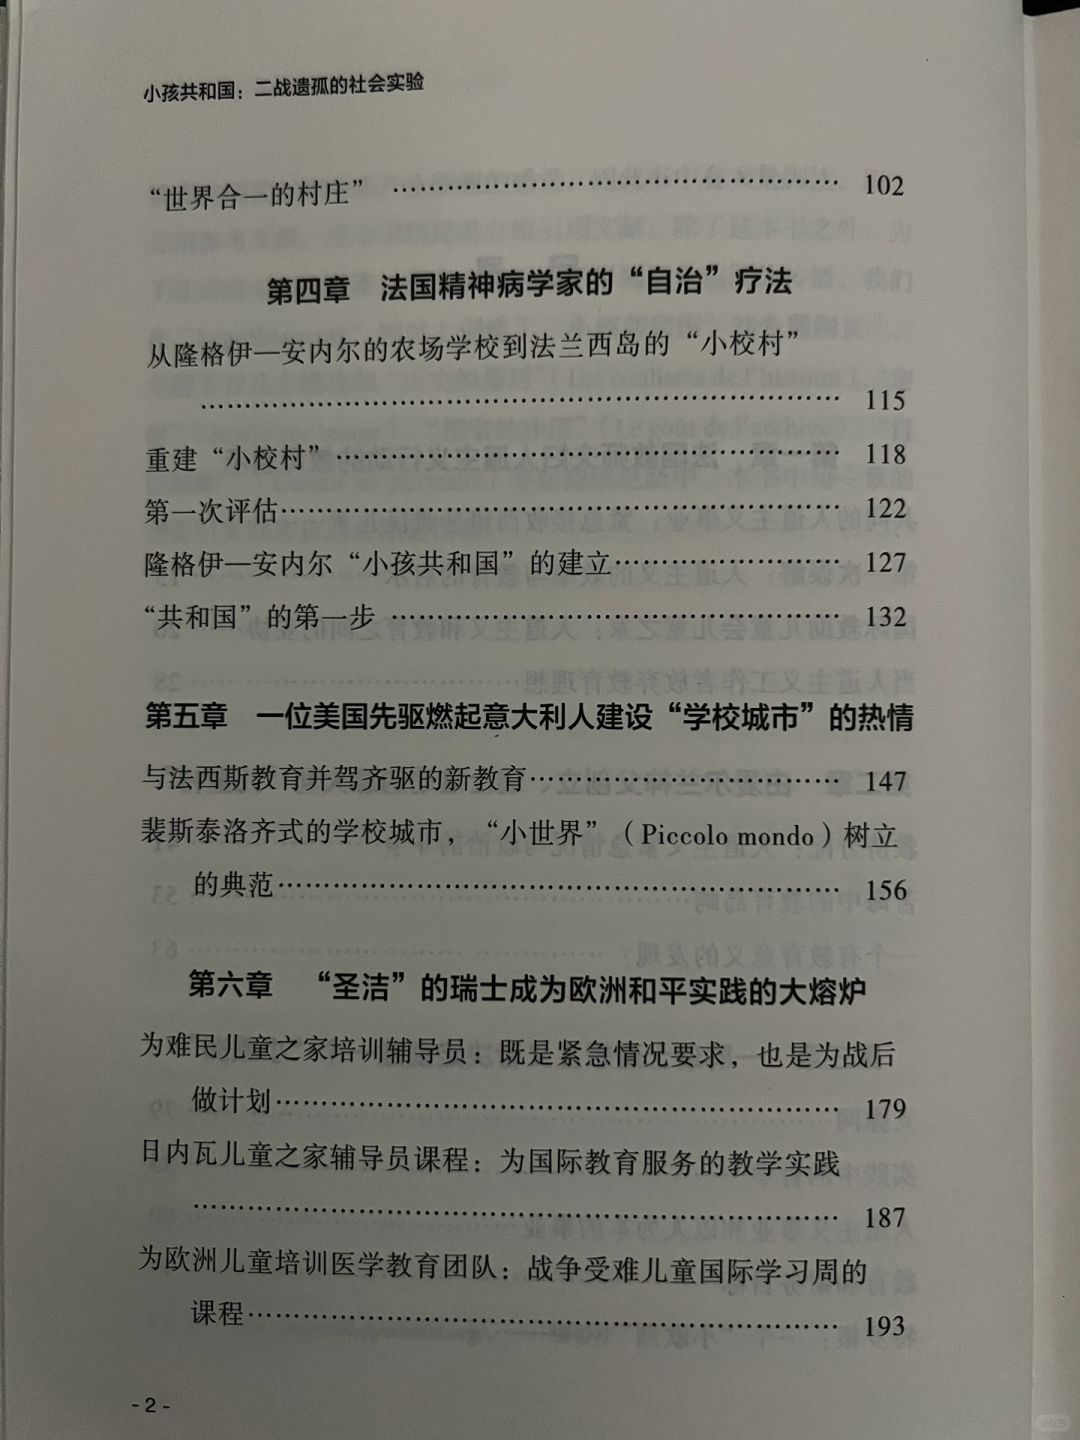 小孩共和国：二战遗孤的社会实验
“世界合一的村庄” …………………………………………… 102
第四章　法国精神病学家的“自治”疗法
从隆格伊—安内尔的农场学校到法兰西岛的“小校村”
…………………………………………………………… 115
重建“小校村”……………………………………………… 118
第一次评估………………………………………………… 122
隆格伊—安内尔“小孩共和国”的建立…………………… 127
“共和国”的第一步 ………………………………………… 132
第五章　一位美国先驱燃起意大利人建设“学校城市”的热情
与法西斯教育并驾齐驱的新教育………………………… 147
裴斯泰洛齐式的学校城市，“小世界”（Piccolo mondo）树立
的典范…………………………………………………… 156
第六章　“圣洁”的瑞士成为欧洲和平实践的大熔炉
为难民儿童之家培训辅导员：既是紧急情况要求，也是为战后
做计划…………………………………………………… 179
日内瓦儿童之家辅导员课程：为国际教育服务的教学实践
…………………………………………………………… 187
为欧洲儿童培训医学教育团队：战争受难儿童国际学习周的
课程……………………………………………………… 193
- 2 -
小红书